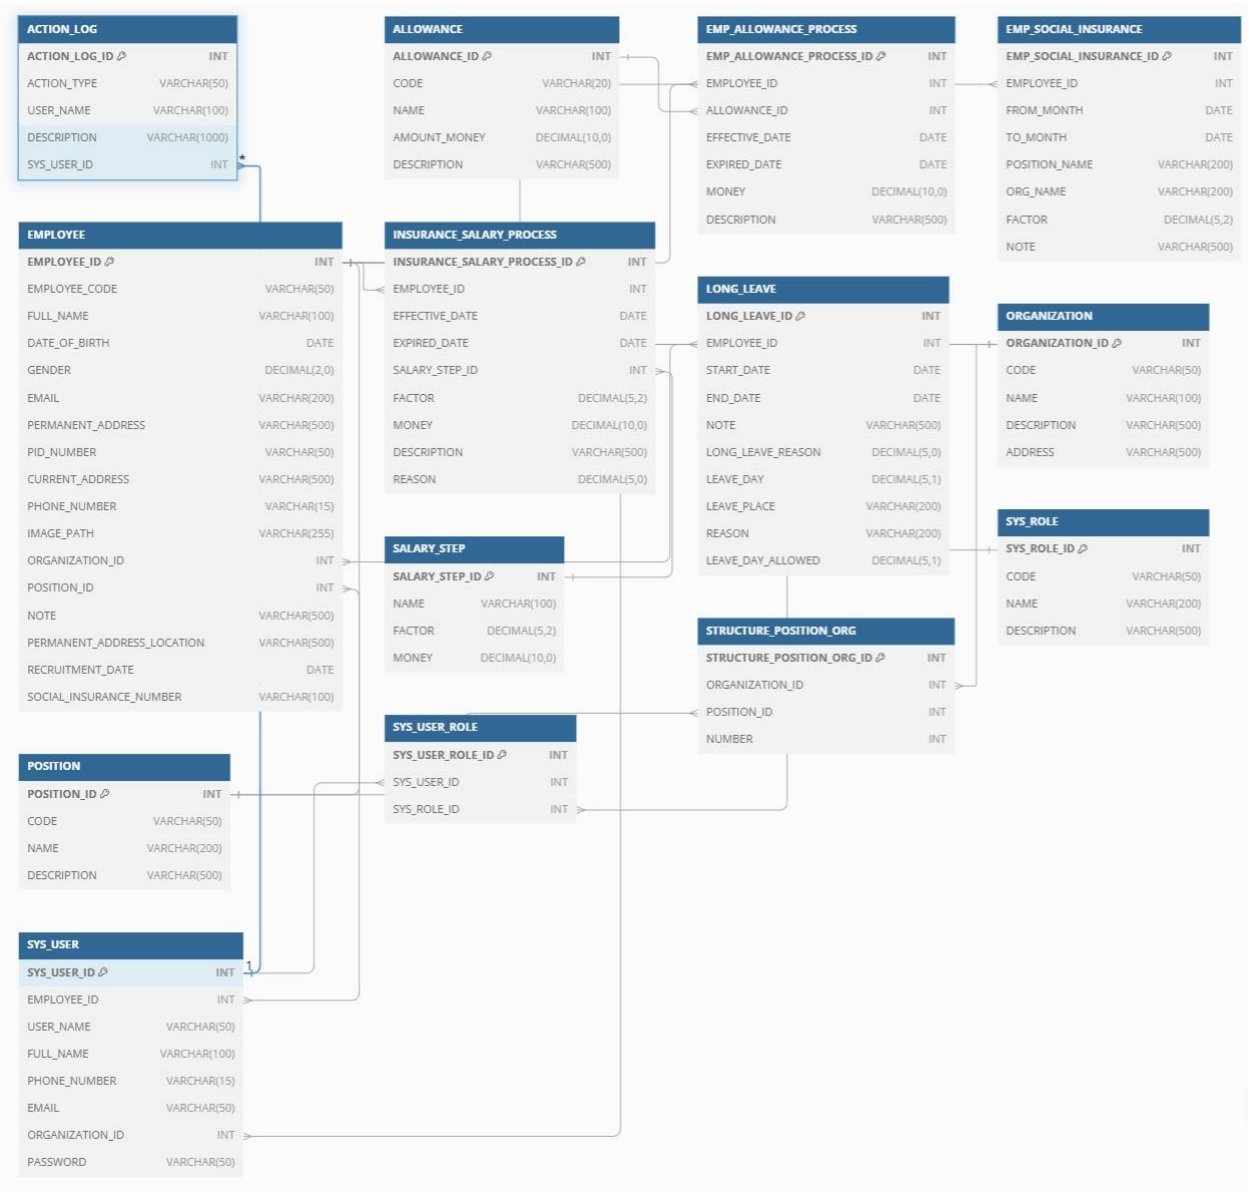 ACTION_LOG
ACTION_LOG_ID INT
ACTION_TYPE VARCHAR(50)
USER_NAME VARCHAR(100)
DESCRIPTION VARCHAR(1000)
SYS_USER_ID INT
*
ALLOWANCE
ALLOWANCE_ID INT
CODE VARCHAR(20)
NAME VARCHAR(100)
AMOUNT_MONEY DECIMAL(10,0)
DESCRIPTION VARCHAR(500)
EMP_ALLOWANCE_PROCESS
EMP_ALLOWANCE_PROCESS_ID INT
EMPLOYEE_ID INT
ALLOWANCE_ID INT
EFFECTIVE_DATE DATE
EXPIRED_DATE DATE
MONEY DECIMAL(10,0)
DESCRIPTION VARCHAR(500)
EMP_SOCIAL_INSURANCE
EMP_SOCIAL_INSURANCE_ID INT
EMPLOYEE_ID INT
FROM_MONTH DATE
TO_MONTH DATE
POSITION_NAME VARCHAR(200)
ORG_NAME VARCHAR(200)
FACTOR DECIMAL(5,2)
NOTE VARCHAR(500)
EMPLOYEE
EMPLOYEE_ID INT
EMPLOYEE_CODE VARCHAR(50)
FULL_NAME VARCHAR(100)
DATE_OF_BIRTH DATE
GENDER DECIMAL(2,0)
EMAIL VARCHAR(200)
PERMANENT_ADDRESS VARCHAR(500)
PID_NUMBER VARCHAR(50)
CURRENT_ADDRESS VARCHAR(500)
PHONE_NUMBER VARCHAR(15)
IMAGE_PATH VARCHAR(255)
ORGANIZATION_ID INT
POSITION_ID INT
NOTE VARCHAR(500)
PERMANENT_ADDRESS_LOCATION VARCHAR(500)
RECRUITMENT_DATE DATE
SOCIAL_INSURANCE_NUMBER VARCHAR(100)
INSURANCE_SALARY_PROCESS
INSURANCE_SALARY_PROCESS_ID INT
EMPLOYEE_ID INT
EFFECTIVE_DATE DATE
EXPIRED_DATE DATE
SALARY_STEP_ID INT
FACTOR DECIMAL(5,2)
MONEY DECIMAL(10,0)
DESCRIPTION VARCHAR(500)
REASON DECIMAL(5,0)
LONG_LEAVE
LONG_LEAVE_ID INT
EMPLOYEE_ID INT
START_DATE DATE
END_DATE DATE
NOTE VARCHAR(500)
LONG_LEAVE_REASON DECIMAL(5,0)
LEAVE_DAY DECIMAL(5,1)
LEAVE_PLACE VARCHAR(200)
REASON VARCHAR(200)
LEAVE_DAY_ALLOWED DECIMAL(5,1)
ORGANIZATION
ORGANIZATION_ID INT
CODE VARCHAR(50)
NAME VARCHAR(100)
DESCRIPTION VARCHAR(500)
ADDRESS VARCHAR(500)
SYS_ROLE
SYS_ROLE_ID INT
CODE VARCHAR(50)
NAME VARCHAR(200)
DESCRIPTION VARCHAR(500)
SALARY_STEP
SALARY_STEP_ID INT
NAME VARCHAR(100)
FACTOR DECIMAL(5,2)
MONEY DECIMAL(10,0)
STRUCTURE_POSITION_ORG
STRUCTURE_POSITION_ORG_ID INT
ORGANIZATION_ID INT
POSITION_ID INT
NUMBER INT
SYS_USER_ROLE
SYS_USER_ROLE_ID INT
SYS_USER_ID INT
SYS_ROLE_ID INT
POSITION
POSITION_ID INT
CODE VARCHAR(50)
NAME VARCHAR(200)
DESCRIPTION VARCHAR(500)
SYS_USER
SYS_USER_ID INT
1
EMPLOYEE_ID INT
USER_NAME VARCHAR(50)
FULL_NAME VARCHAR(100)
PHONE_NUMBER VARCHAR(15)
EMAIL VARCHAR(50)
ORGANIZATION_ID INT
PASSWORD VARCHAR(50)